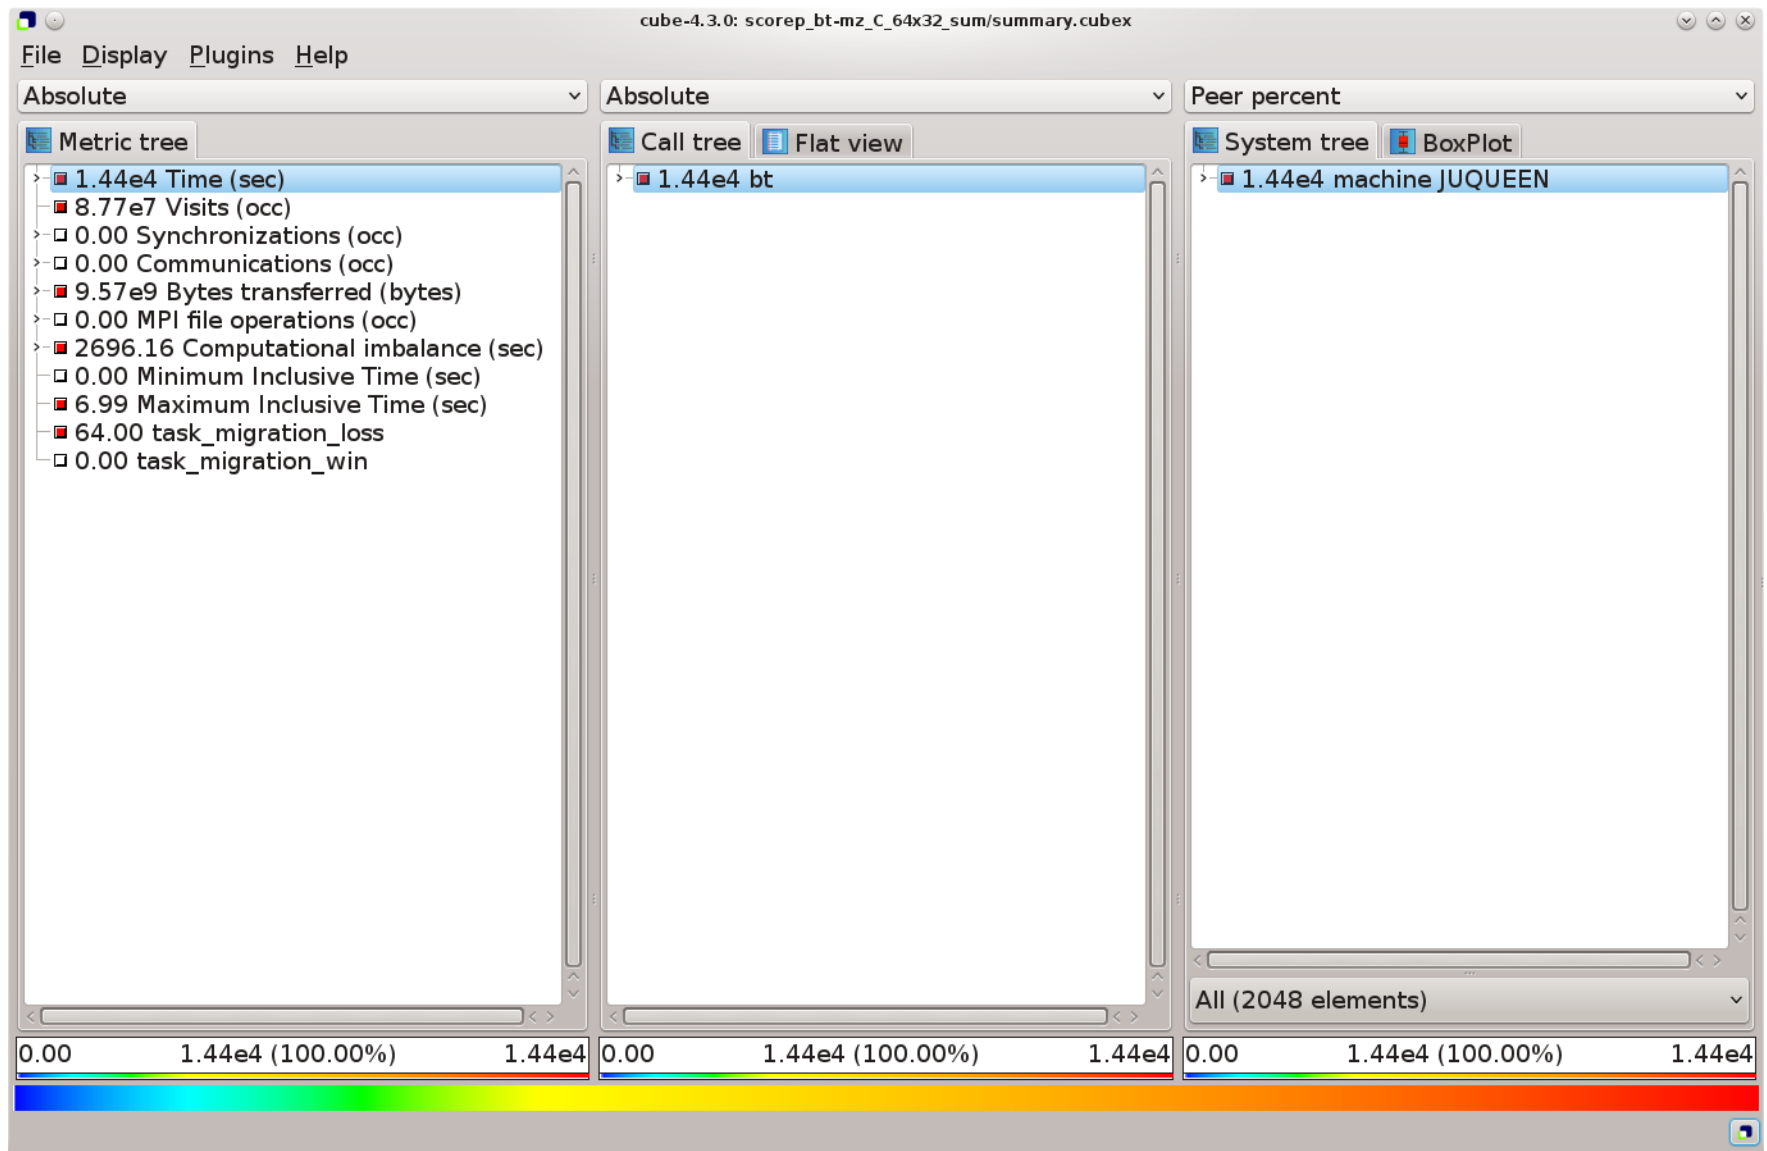 cube-4.3.0: scorep_bt-mz_C_64x32_sum/summary.cubex
File Display Plugins Help
Absolute
Metric tree
1.44e4 Time (sec)
8.77e7 Visits (occ)
0.00 Synchronizations (occ)
0.00 Communications (occ)
9.57e9 Bytes transferred (bytes)
0.00 MPI file operations (occ)
2696.16 Computational imbalance (sec)
0.00 Minimum Inclusive Time (sec)
6.99 Maximum Inclusive Time (sec)
64.00 task_migration_loss
0.00 task_migration_win
0.00 1.44e4 (100.00%) 1.44e4
Absolute
Call tree Flat view
1.44e4 bt
0.00 1.44e4 (100.00%) 1.44e4
Peer percent
System tree BoxPlot
1.44e4 machine JUQUEEN
All (2048 elements)
0.00 1.44e4 (100.00%) 1.44e4